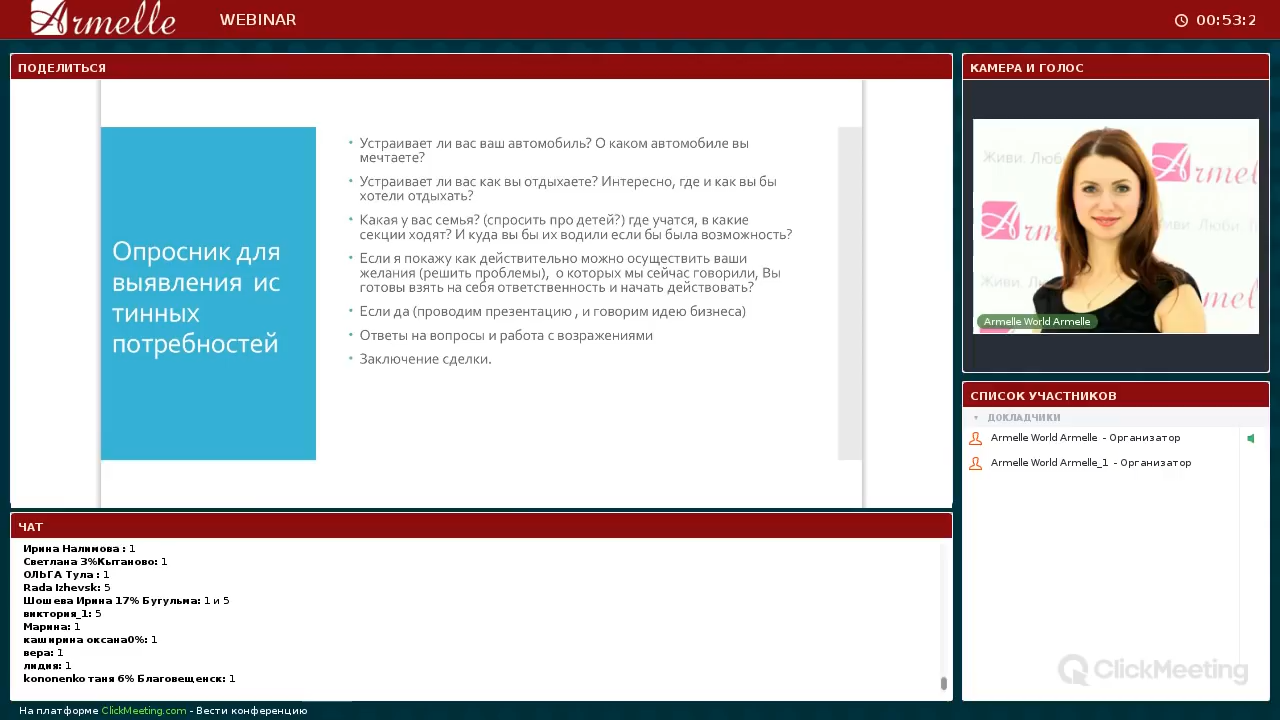 Armelle
WEBINAR
00:53:2
ПОДЕЛИТЬСЯ
Опросник для
выявления ис
тинных
потребностей
• Устраивает ли вас ваш автомобиль? О каком автомобиле вы
мечтаете?
• Устраивает ли вас как вы отдыхаете? Интересно, где и как вы бы
хотели отдыхать?
• Какая у вас семья? (спросить про детей?) где учатся, в какие
секции ходят? И куда вы бы их водили если бы была возможность?
• Если я покажу как действительно можно осуществить ваши
желания (решить проблемы), о которых мы сейчас говорили, Вы
готовы взять на себя ответственность и начать действовать?
• Если да (проводим презентацию , и говорим идею бизнеса)
• Ответы на вопросы и работа с возражениями
• Заключение сделки.
КАМЕРА И ГОЛОС
Живи. Люби
Armelle
Живи. Люби. П
Живи. Люби
Armelle World Armelle
СПИСОК УЧАСТНИКОВ
ДОКЛАДЧИКИ
Armelle World Armelle - Организатор
Armelle World Armelle_1 - Организатор
ClickMeeting
ЧАТ
Ирина Налимова : 1
Светлана 3%Кытаново: 1
ОЛЬГА Тула : 1
Rada Izhevsk: 5
Шошева Ирина 17% Бугульма: 1 и 5
виктория_1: 5
Марина: 1
каширина оксана0%: 1
вера: 1
лидия: 1
kononenko таня 6% Благовещенск: 1
На платформе ClickMeeting.com - Вести конференцию